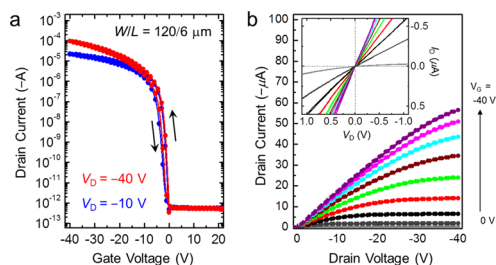 a
W/L = 120/6 μm
Drain Current (−A)
10⁻³
10⁻⁴
10⁻⁵
10⁻⁶
10⁻⁷
10⁻⁸
10⁻⁹
10⁻¹⁰
10⁻¹¹
10⁻¹²
10⁻¹³
V_D = −40 V
V_D = −10 V
-40 -20 0 20
Gate Voltage (V)
b
Drain Current (−μA)
100
90
80
70
60
50
40
30
20
10
0
-0.5
0.0
0.5
I_D (μA)
1.0 0.5 0.0 -0.5 -1.0
V_D (V)
V_G =
-40 V
0 V
0 -10 -20 -30 -40
Drain Voltage (V)